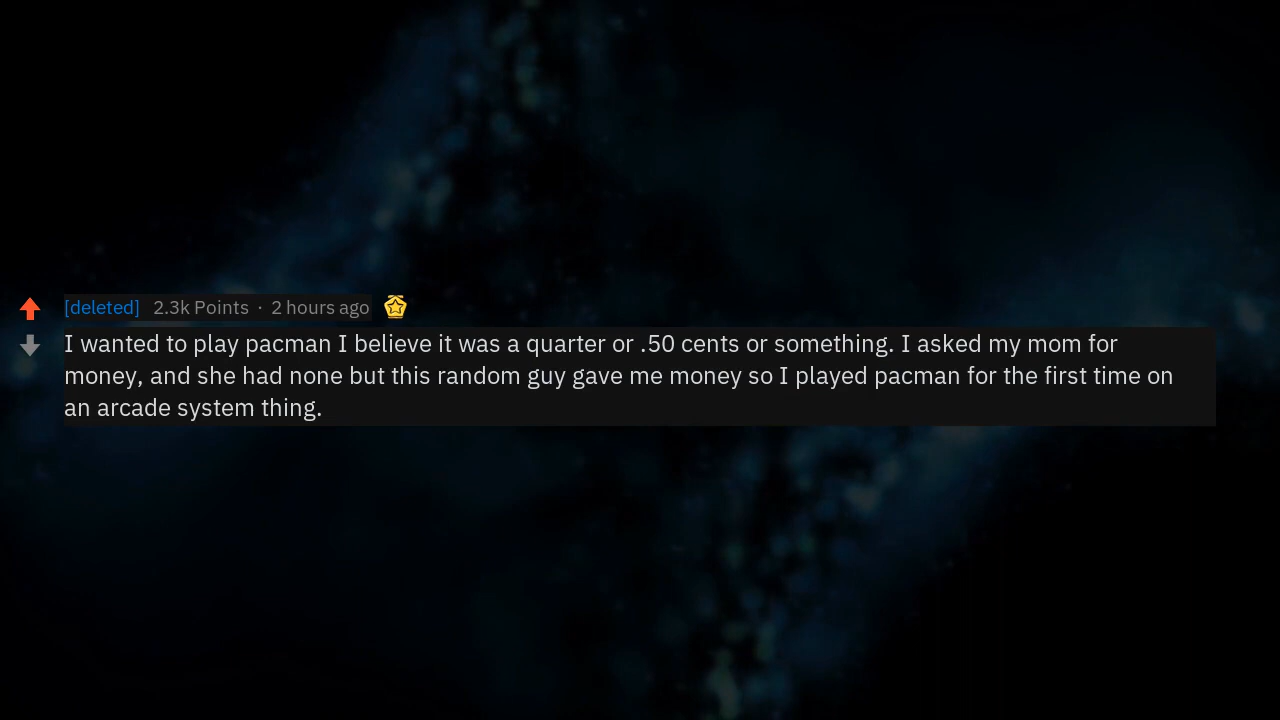 [deleted] 2.3k Points · 2 hours ago
I wanted to play pacman I believe it was a quarter or .50 cents or something. I asked my mom for
money, and she had none but this random guy gave me money so I played pacman for the first time on
an arcade system thing.